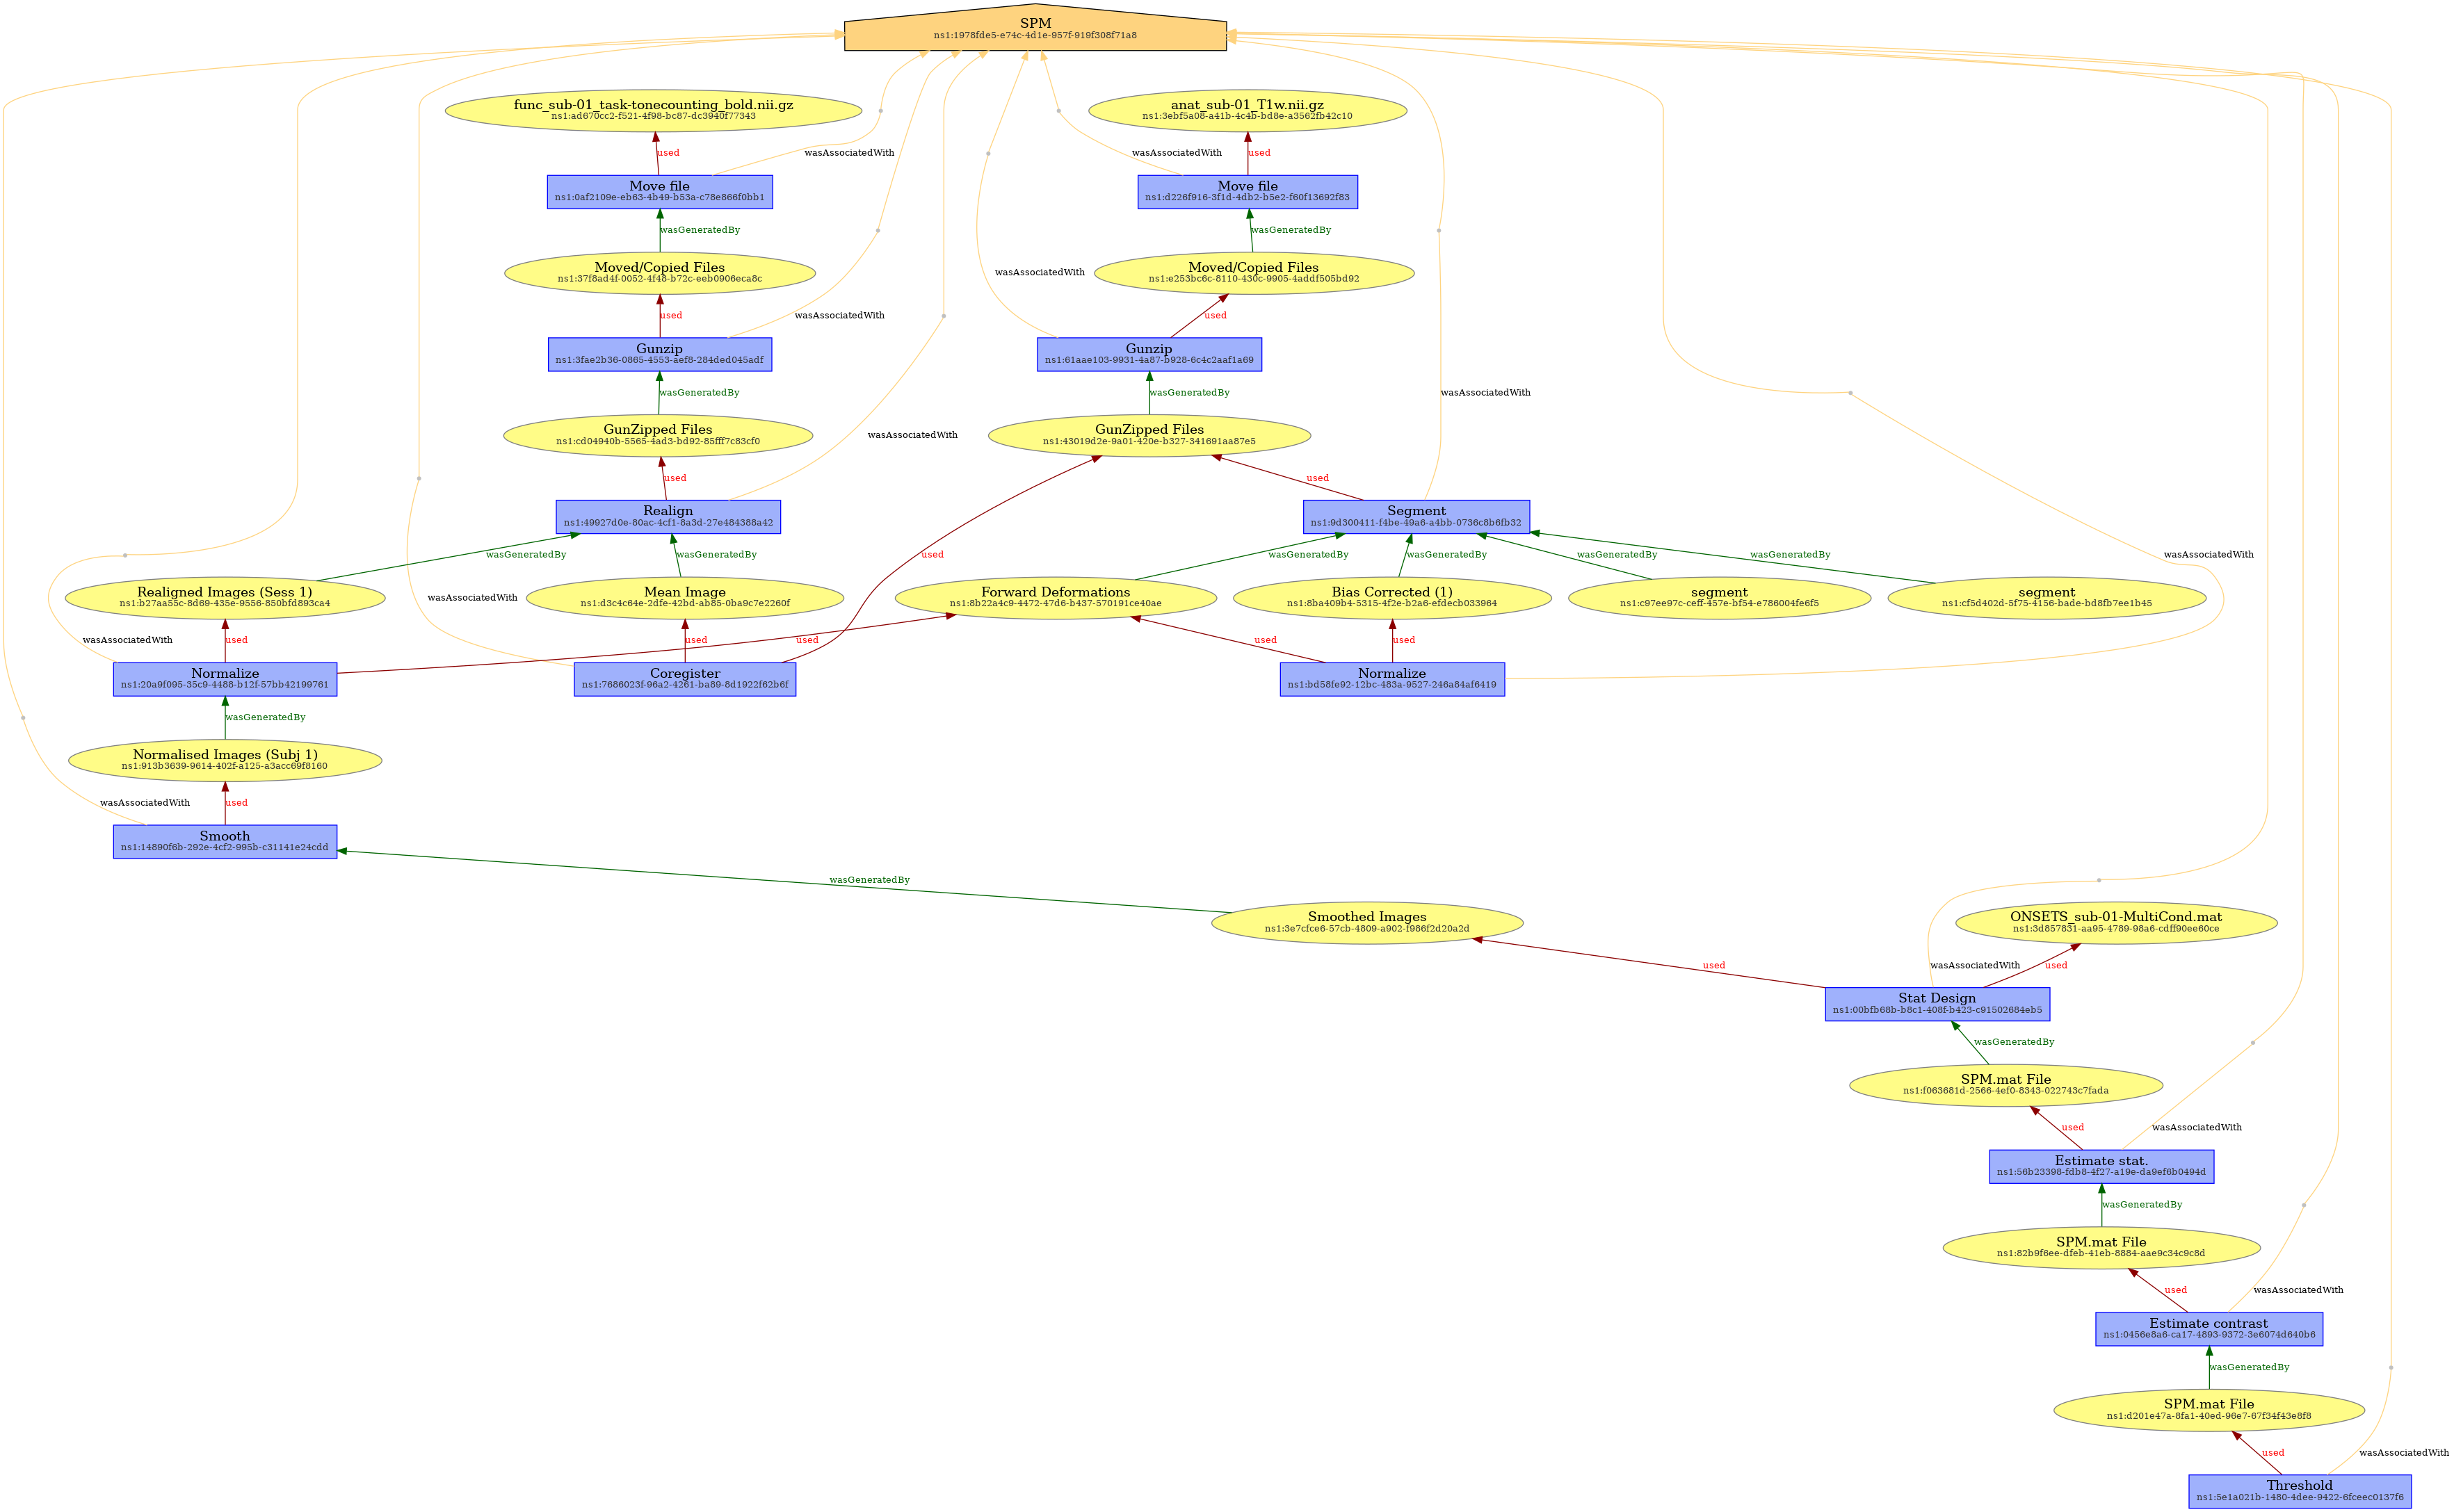 SPM
ns1:1978fde5-e74c-4d1e-957f-919f308f71a8
func_sub-01_task-tonecounting_bold.nii.gz
ns1:ad670cc2-f521-4f98-bc87-dc3940f77343
anat_sub-01_T1w.nii.gz
ns1:3ebf5a08-a41b-4c4b-bd8e-a3562fb42c10
used
wasAssociatedWith
wasAssociatedWith
used
Move file
ns1:0af2109e-eb63-4b49-b53a-c78e866f0bb1
Move file
ns1:d226f916-3f1d-4db2-b5e2-f60f13692f83
wasGeneratedBy
wasGeneratedBy
Moved/Copied Files
ns1:37f8ad4f-0052-4f48-b72c-eeb0906eca8c
wasAssociatedWith
Moved/Copied Files
ns1:e253bc6c-8110-430c-9905-4addf505bd92
used
wasAssociatedWith
used
Gunzip
ns1:3fae2b36-0865-4553-aef8-284ded045adf
Gunzip
ns1:61aae103-9931-4a87-b928-6c4c2aaf1a69
wasGeneratedBy
wasGeneratedBy
wasAssociatedWith
GunZipped Files
ns1:cd04940b-5565-4ad3-bd92-85fff7c83cf0
wasAssociatedWith
GunZipped Files
ns1:43019d2e-9a01-420e-b327-341691aa87e5
used
used
Realign
ns1:49927d0e-80ac-4cf1-8a3d-27e484388a42
Segment
ns1:9d300411-f4be-49a6-a4bb-0736c8b6fb32
wasGeneratedBy
wasGeneratedBy
used
wasGeneratedBy
wasGeneratedBy
wasGeneratedBy
wasGeneratedBy
wasAssociatedWith
Realigned Images (Sess 1)
ns1:b27aa55c-8d69-435e-9556-850bfd893ca4
wasAssociatedWith
Mean Image
ns1:d3c4c64e-2dfe-42bd-ab85-0ba9c7e2260f
Forward Deformations
ns1:8b22a4c9-4472-47d6-b437-570191ce40ae
Bias Corrected (1)
ns1:8ba409b4-5315-4f2e-b2a6-efdecb033964
segment
ns1:c97ee97c-ceff-457e-bf54-e786004fe6f5
segment
ns1:cf5d402d-5f75-4156-bade-bd8fb7ee1b45
wasAssociatedWith
used
used
used
used
used
Normalize
ns1:20a9f095-35c9-4488-b12f-57bb42199761
Coregister
ns1:7686023f-96a2-4261-ba89-8d1922f62b6f
Normalize
ns1:bd58fe92-12bc-483a-9527-246a84af6419
wasGeneratedBy
Normalised Images (Subj 1)
ns1:913b3639-9614-402f-a125-a3acc69f8160
wasAssociatedWith
used
Smooth
ns1:14890f6b-292e-4cf2-995b-c31141e24cdd
wasGeneratedBy
Smoothed Images
ns1:3e7cfce6-57cb-4809-a902-f986f2d20a2d
ONSETS_sub-01-MultiCond.mat
ns1:3d857831-aa95-4789-98a6-cdff90ee60ce
used
wasAssociatedWith
used
Stat Design
ns1:00bfb68b-b8c1-408f-b423-c91502684eb5
wasGeneratedBy
SPM.mat File
ns1:f063681d-2566-4ef0-8343-022743c7fada
used
wasAssociatedWith
Estimate stat.
ns1:56b23398-fdb8-4f27-a19e-da9ef6b0494d
wasGeneratedBy
SPM.mat File
ns1:82b9f6ee-dfeb-41eb-8884-aae9c34c9c8d
used
wasAssociatedWith
Estimate contrast
ns1:0456e8a6-ca17-4893-9372-3e6074d640b6
wasGeneratedBy
SPM.mat File
ns1:d201e47a-8fa1-40ed-96e7-67f34f43e8f8
used
wasAssociatedWith
Threshold
ns1:5e1a021b-1480-4dee-9422-6fceec0137f6